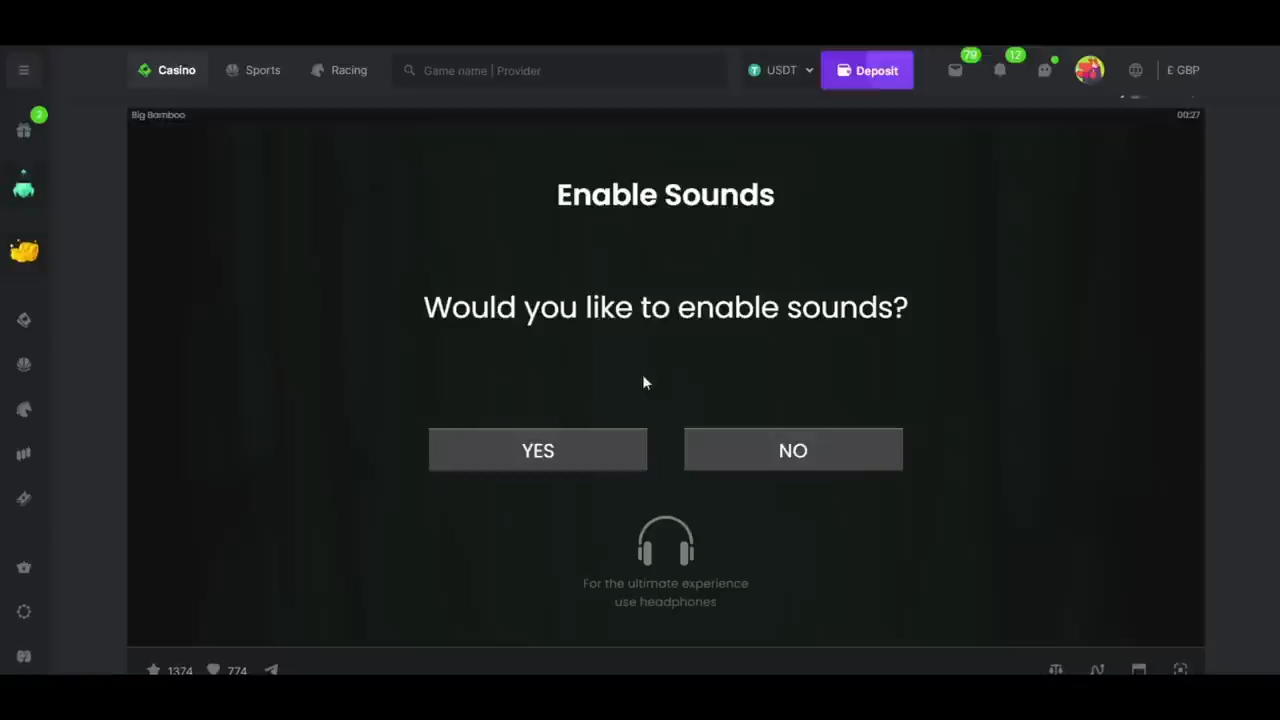 Casino
Sports
Racing
Game name | Provider
USDT
Deposit
79
12
£ GBP
2
Big Bamboo
00:27
Enable Sounds
Would you like to enable sounds?
YES
NO
For the ultimate experience
use headphones
1374
774